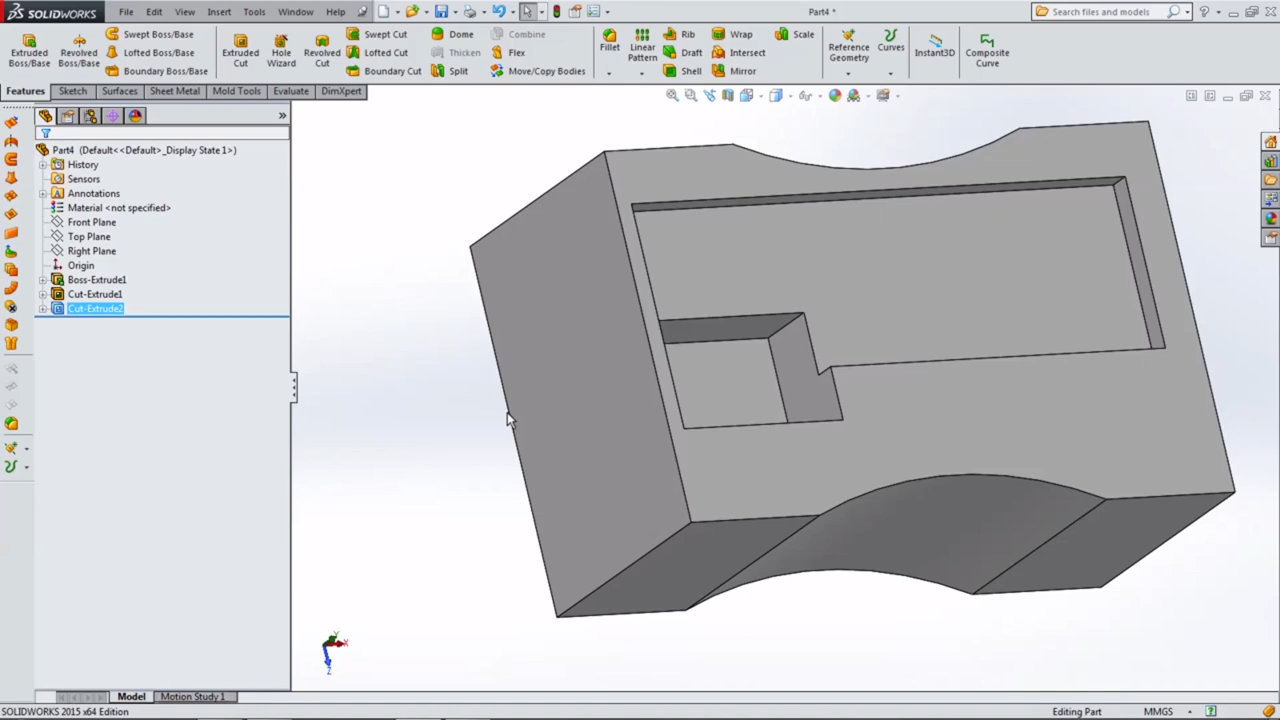 SOLIDWORKS File Edit View Insert Tools Window Help Part4 * Search files and models
Extruded Boss/Base Revolved Boss/Base Swept Boss/Base Lofted Boss/Base Boundary Boss/Base
Extruded Cut Hole Wizard Revolved Cut Swept Cut Lofted Cut Boundary Cut
Dome Thicken Split Combine Flex Move/Copy Bodies
Fillet Linear Pattern Rib Draft Shell Wrap Intersect Mirror Scale
Reference Geometry Curves Instant3D Composite Curve
Features Sketch Surfaces Sheet Metal Mold Tools Evaluate DimXpert
Part4 (Default<<Default>_Display State 1>)
History
Sensors
Annotations
Material <not specified>
Front Plane
Top Plane
Right Plane
Origin
Boss-Extrude1
Cut-Extrude1
Cut-Extrude2
Y
X
Z
Model Motion Study 1
SOLIDWORKS 2015 x64 Edition Editing Part MMGS